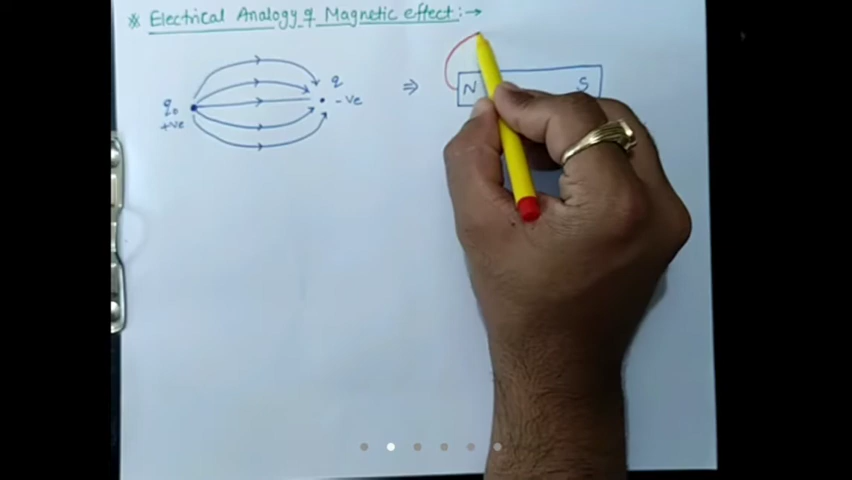 ※ Electrical Analogy of Magnetic effect:→
q₀
+ve
q
-ve
⇒
N S